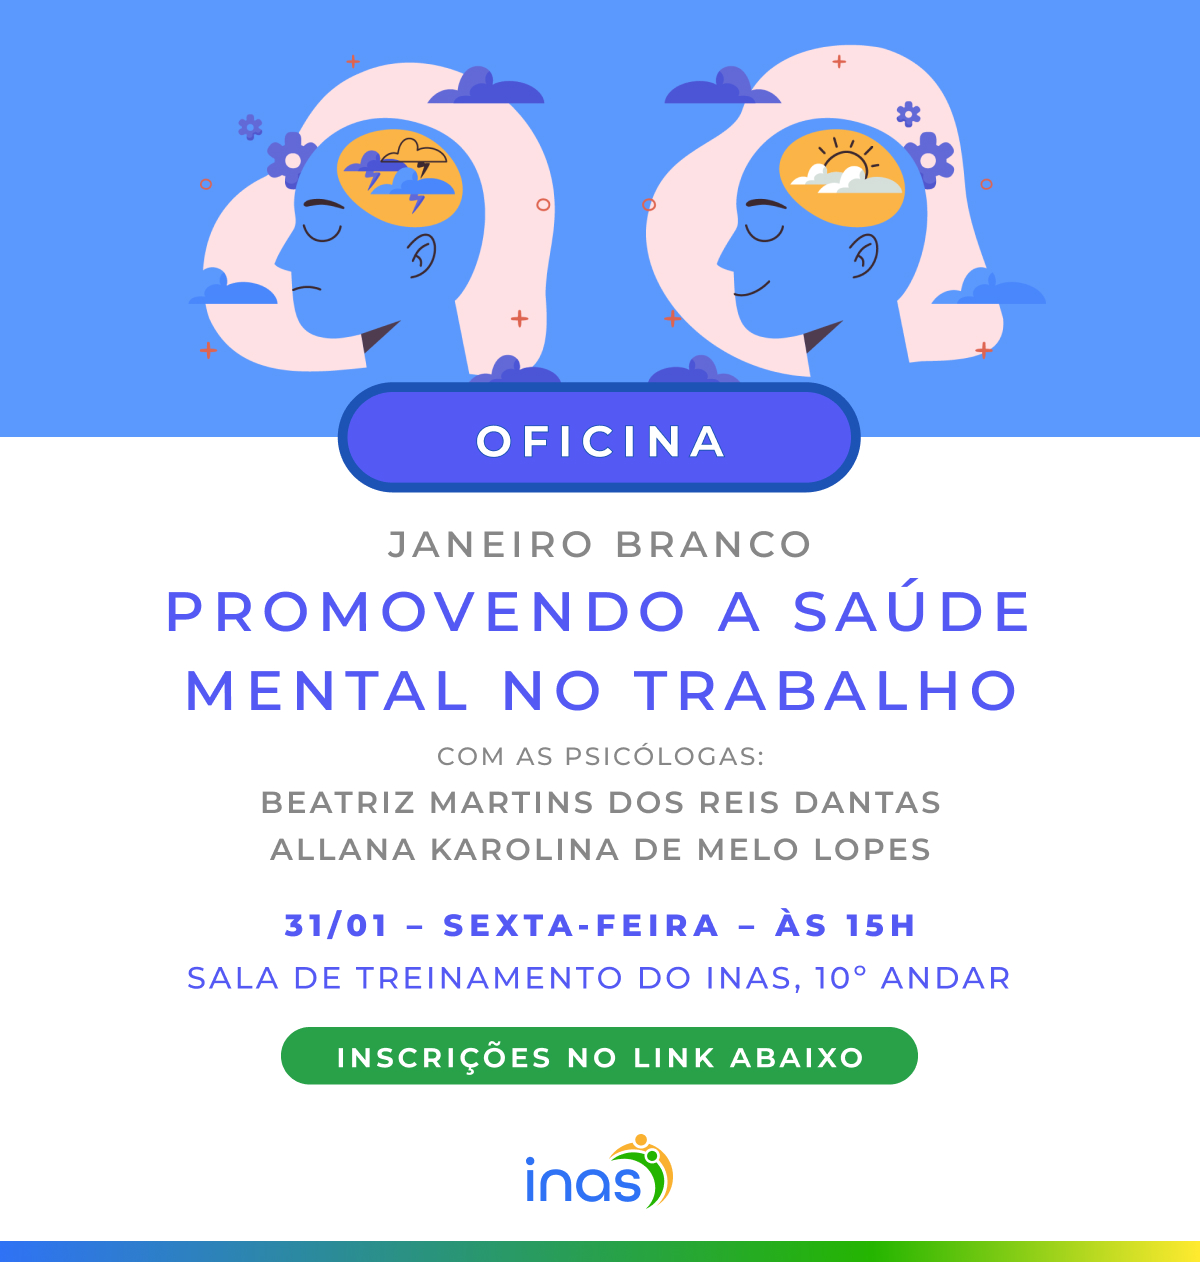 OFICINA
JANEIRO BRANCO
PROMOVENDO A SAÚDE
MENTAL NO TRABALHO
COM AS PSICÓLOGAS:
BEATRIZ MARTINS DOS REIS DANTAS
ALLANA KAROLINA DE MELO LOPES
31/01 – SEXTA-FEIRA – ÀS 15H
SALA DE TREINAMENTO DO INAS, 10º ANDAR
INSCRIÇÕES NO LINK ABAIXO
inas